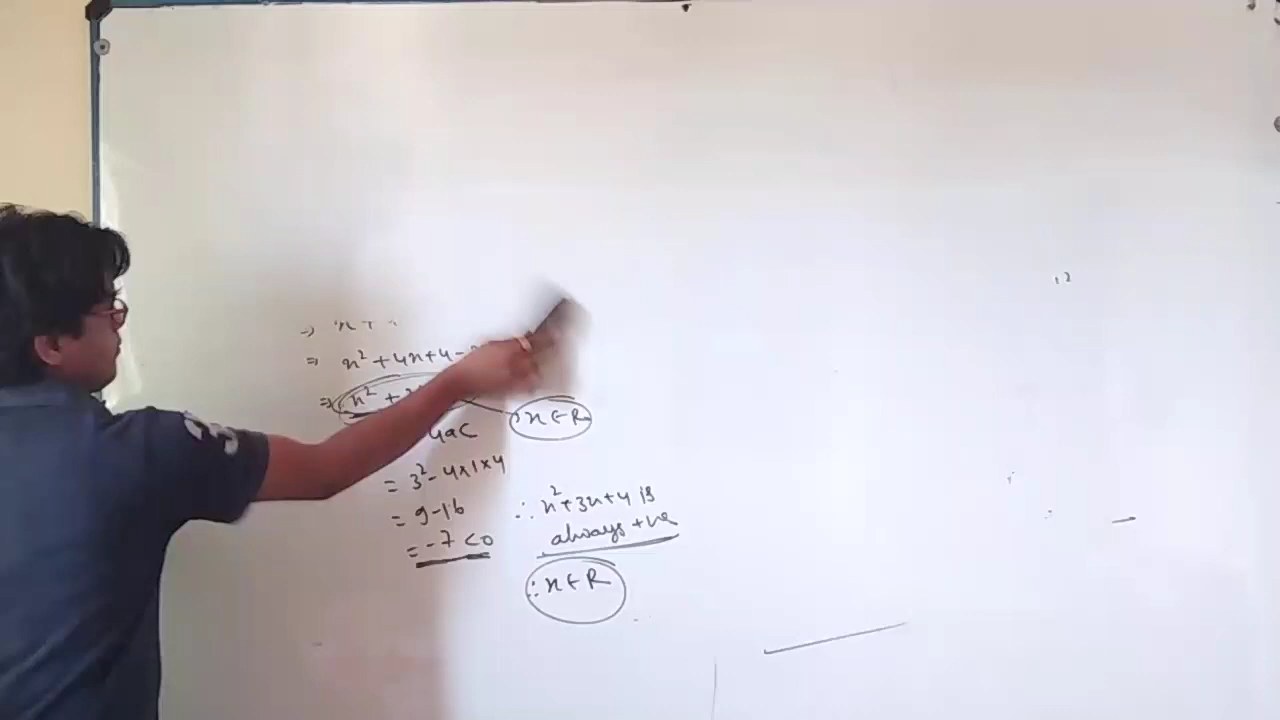 ⇒ x² + 4x + 4 -
⇒ x² +
4ac
x ∈ R
= 3² - 4×1×4
= 9 - 16
= -7 < 0
∴ x² + 3x + 4 is
always +ve
∴ x ∈ R